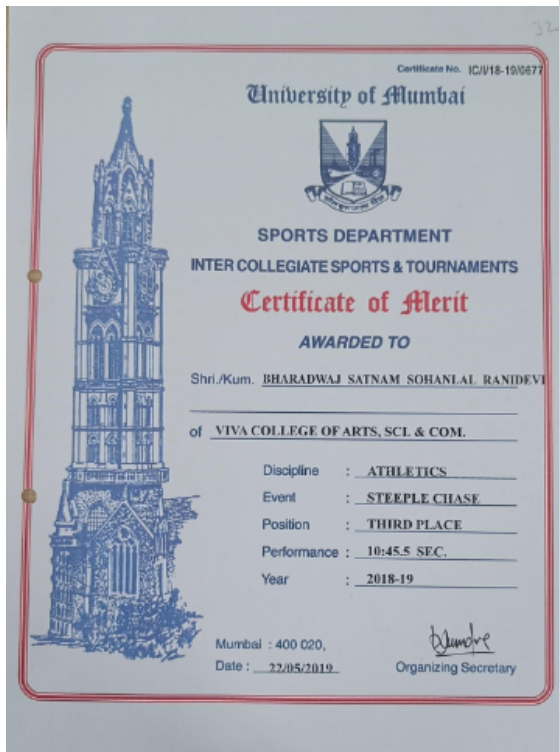 32
Certificate No. IC/I/18-19/0677
University of Mumbai
SPORTS DEPARTMENT
INTER COLLEGIATE SPORTS & TOURNAMENTS
Certificate of Merit
AWARDED TO
Shri./Kum. BHARADWAJ SATNAM SOHANLAL RANIDEVI
of VIVA COLLEGE OF ARTS, SCI. & COM.
Discipline : ATHLETICS
Event : STEEPLE CHASE
Position : THIRD PLACE
Performance : 10:45.5 SEC.
Year : 2018-19
Mumbai : 400 020,
Date : 22/05/2019
Organizing Secretary